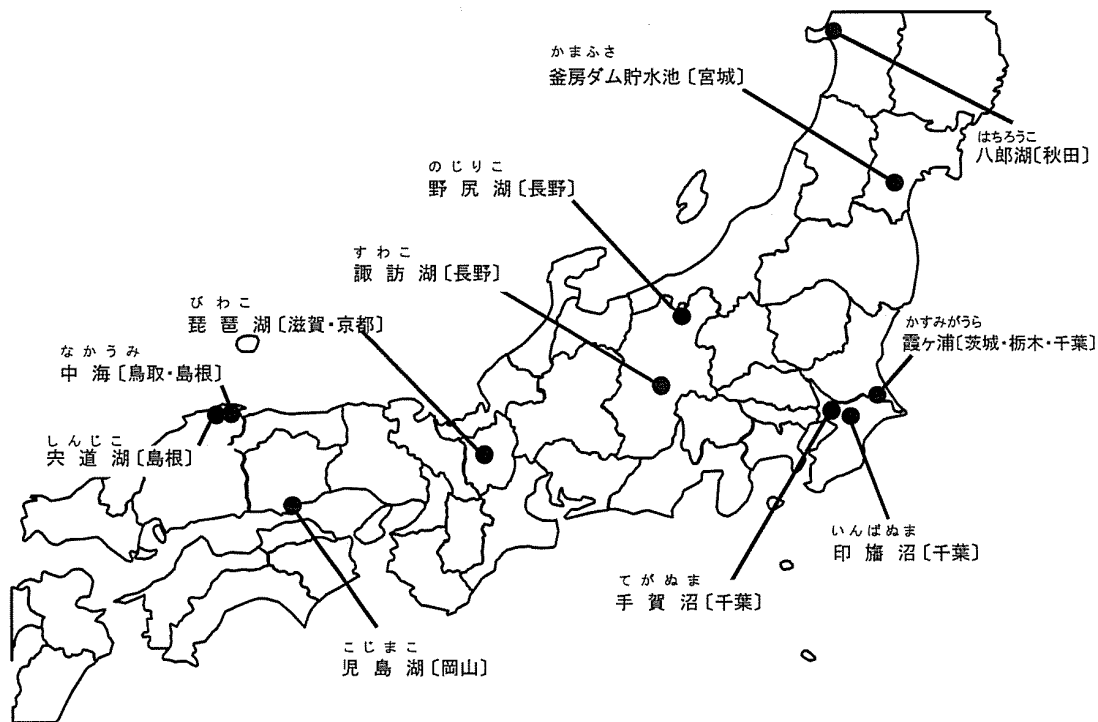 かまふさ
釜房ダム貯水池〔宮城〕
はちろうこ
八郎湖〔秋田〕
のじりこ
野尻湖〔長野〕
すわこ
諏訪湖〔長野〕
びわこ
琵琶湖〔滋賀・京都〕
かすみがうら
霞ヶ浦〔茨城・栃木・千葉〕
なかうみ
中海〔鳥取・島根〕
しんじこ
宍道湖〔島根〕
いんばぬま
印旛沼〔千葉〕
てがぬま
手賀沼〔千葉〕
こじまこ
児島湖〔岡山〕